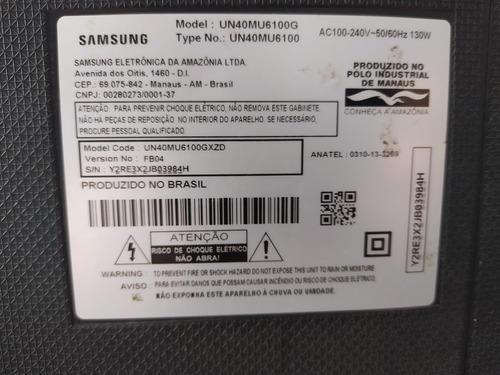 SAMSUNG
Model : UN40MU6100G
Type No.: UN40MU6100
AC100-240V~50/60Hz 130W
SAMSUNG ELETRÔNICA DA AMAZÔNIA LTDA.
Avenida dos Oitis, 1460 - D.I.
CEP.: 69.075-842 - Manaus - AM - Brasil
CNPJ.: 00280273/0001-37
PRODUZIDO NO
POLO INDUSTRIAL
DE MANAUS
CONHEÇA A AMAZÔNIA
ATENÇÃO: PARA PREVENIR CHOQUE ELÉTRICO, NÃO REMOVA ESTE GABINETE.
NÃO HÁ PEÇAS DE REPOSIÇÃO NO INTERIOR DO APARELHO. SE NECESSÁRIO,
PROCURE PESSOAL QUALIFICADO.
Model Code : UN40MU6100GXZD
Version No : FB04
S/N : Y2RE3X2JB03984H
ANATEL : 0310-13-3269
PRODUZIDO NO BRASIL
Y2RE3X2JB03984H
ATENÇÃO
RISCO DE CHOQUE ELÉTRICO
NÃO ABRA
WARNING : TO PREVENT FIRE OR SHOCK HAZARD DO NOT EXPOSE THIS UNIT TO RAIN OR MOISTURE.
AVISO : PARA EVITAR DANOS QUE POSSAM CAUSAR INCÊNDIO OU RISCO DE CHOQUE ELÉTRICO,
NÃO EXPONHA ESTE APARELHO À CHUVA OU UMIDADE.